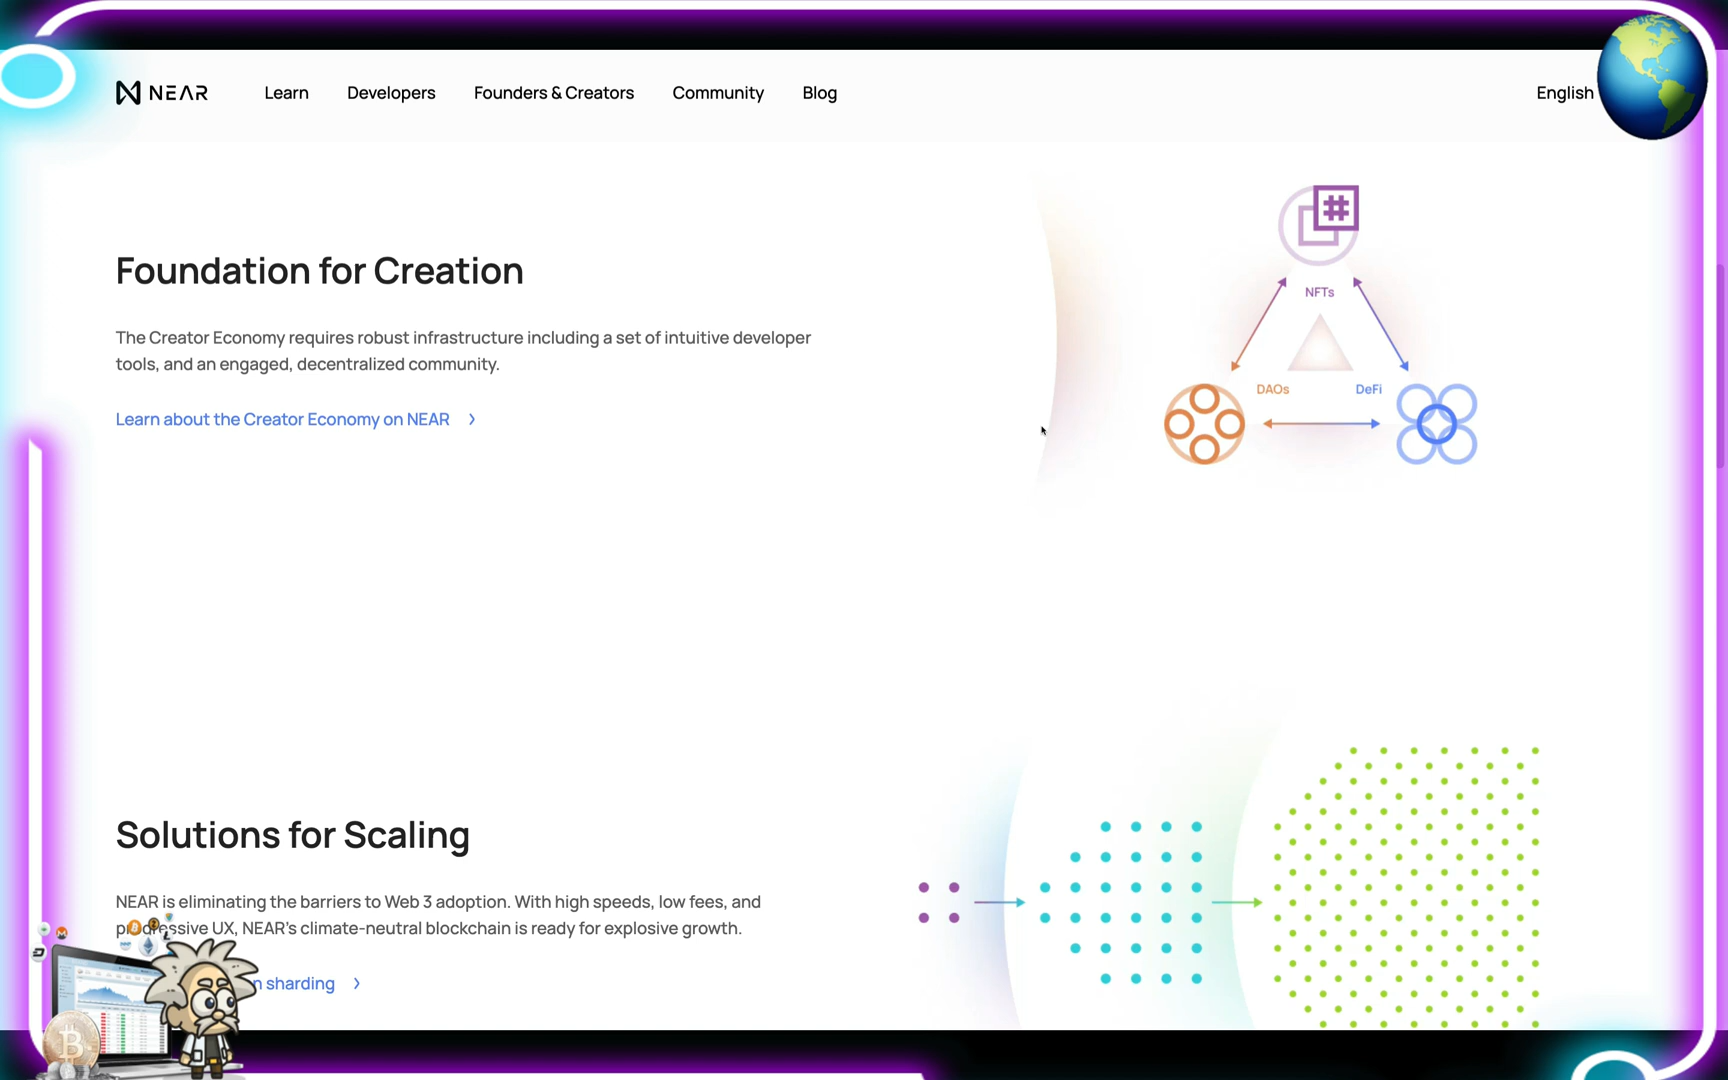 NEAR Learn Developers Founders & Creators Community Blog English
Foundation for Creation
The Creator Economy requires robust infrastructure including a set of intuitive developer
tools, and an engaged, decentralized community.
Learn about the Creator Economy on NEAR
#
NFTs
DAOs DeFi
Solutions for Scaling
NEAR is eliminating the barriers to Web 3 adoption. With high speeds, low fees, and
UX, NEAR's climate-neutral blockchain is ready for explosive growth.
sharding